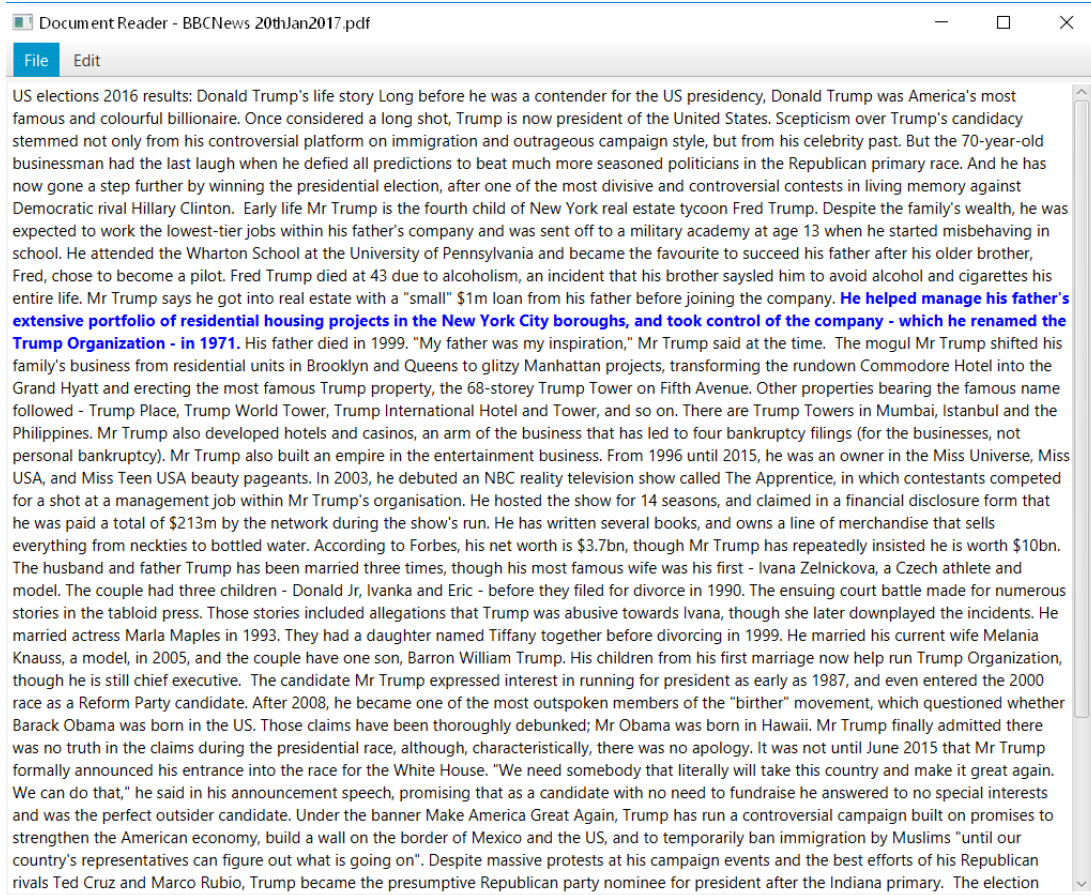 Document Reader - BBCNews 20thJan2017.pdf
File Edit
US elections 2016 results: Donald Trump's life story Long before he was a contender for the US presidency, Donald Trump was America's most
famous and colourful billionaire. Once considered a long shot, Trump is now president of the United States. Scepticism over Trump's candidacy
stemmed not only from his controversial platform on immigration and outrageous campaign style, but from his celebrity past. But the 70-year-old
businessman had the last laugh when he defied all predictions to beat much more seasoned politicians in the Republican primary race. And he has
now gone a step further by winning the presidential election, after one of the most divisive and controversial contests in living memory against
Democratic rival Hillary Clinton.  Early life Mr Trump is the fourth child of New York real estate tycoon Fred Trump. Despite the family's wealth, he was
expected to work the lowest-tier jobs within his father's company and was sent off to a military academy at age 13 when he started misbehaving in
school. He attended the Wharton School at the University of Pennsylvania and became the favourite to succeed his father after his older brother,
Fred, chose to become a pilot. Fred Trump died at 43 due to alcoholism, an incident that his brother saysled him to avoid alcohol and cigarettes his
entire life. Mr Trump says he got into real estate with a "small" $1m loan from his father before joining the company. He helped manage his father's
extensive portfolio of residential housing projects in the New York City boroughs, and took control of the company - which he renamed the
Trump Organization - in 1971. His father died in 1999. "My father was my inspiration," Mr Trump said at the time.  The mogul Mr Trump shifted his
family's business from residential units in Brooklyn and Queens to glitzy Manhattan projects, transforming the rundown Commodore Hotel into the
Grand Hyatt and erecting the most famous Trump property, the 68-storey Trump Tower on Fifth Avenue. Other properties bearing the famous name
followed - Trump Place, Trump World Tower, Trump International Hotel and Tower, and so on. There are Trump Towers in Mumbai, Istanbul and the
Philippines. Mr Trump also developed hotels and casinos, an arm of the business that has led to four bankruptcy filings (for the businesses, not
personal bankruptcy). Mr Trump also built an empire in the entertainment business. From 1996 until 2015, he was an owner in the Miss Universe, Miss
USA, and Miss Teen USA beauty pageants. In 2003, he debuted an NBC reality television show called The Apprentice, in which contestants competed
for a shot at a management job within Mr Trump's organisation. He hosted the show for 14 seasons, and claimed in a financial disclosure form that
he was paid a total of $213m by the network during the show's run. He has written several books, and owns a line of merchandise that sells
everything from neckties to bottled water. According to Forbes, his net worth is $3.7bn, though Mr Trump has repeatedly insisted he is worth $10bn.
The husband and father Trump has been married three times, though his most famous wife was his first - Ivana Zelnickova, a Czech athlete and
model. The couple had three children - Donald Jr, Ivanka and Eric - before they filed for divorce in 1990. The ensuing court battle made for numerous
stories in the tabloid press. Those stories included allegations that Trump was abusive towards Ivana, though she later downplayed the incidents. He
married actress Marla Maples in 1993. They had a daughter named Tiffany together before divorcing in 1999. He married his current wife Melania
Knauss, a model, in 2005, and the couple have one son, Barron William Trump. His children from his first marriage now help run Trump Organization,
though he is still chief executive.  The candidate Mr Trump expressed interest in running for president as early as 1987, and even entered the 2000
race as a Reform Party candidate. After 2008, he became one of the most outspoken members of the "birther" movement, which questioned whether
Barack Obama was born in the US. Those claims have been thoroughly debunked; Mr Obama was born in Hawaii. Mr Trump finally admitted there
was no truth in the claims during the presidential race, although, characteristically, there was no apology. It was not until June 2015 that Mr Trump
formally announced his entrance into the race for the White House. "We need somebody that literally will take this country and make it great again.
We can do that," he said in his announcement speech, promising that as a candidate with no need to fundraise he answered to no special interests
and was the perfect outsider candidate. Under the banner Make America Great Again, Trump has run a controversial campaign built on promises to
strengthen the American economy, build a wall on the border of Mexico and the US, and to temporarily ban immigration by Muslims "until our
country's representatives can figure out what is going on". Despite massive protests at his campaign events and the best efforts of his Republican
rivals Ted Cruz and Marco Rubio, Trump became the presumptive Republican party nominee for president after the Indiana primary.  The election